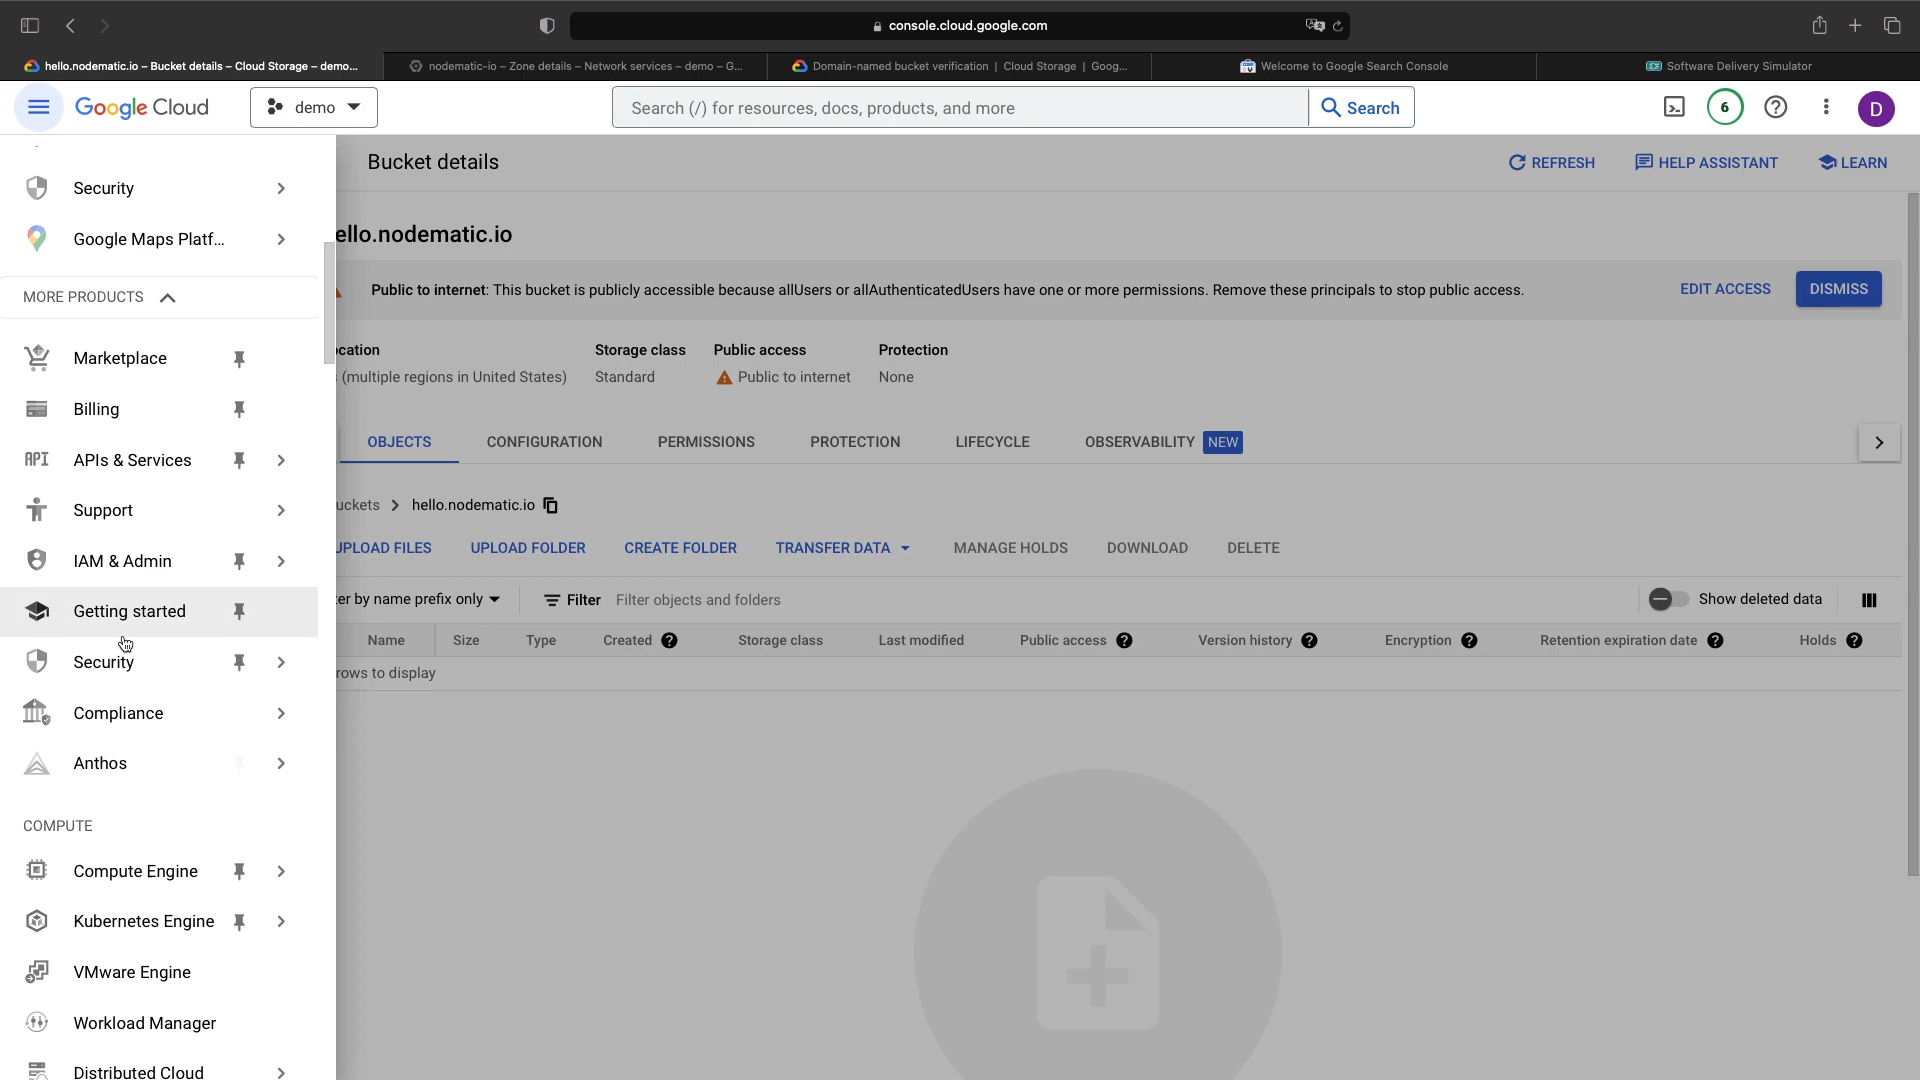 console.cloud.google.com
hello.nodematic.io – Bucket details – Cloud Storage – demo...
nodematic-io – Zone details – Network services – demo – G...
Domain-named bucket verification | Cloud Storage | Goog...
Welcome to Google Search Console
Software Delivery Simulator
Google Cloud
demo
Search (/) for resources, docs, products, and more
Search
6
D
Bucket details
REFRESH
HELP ASSISTANT
LEARN
Security
Google Maps Platf...
MORE PRODUCTS
Marketplace
Billing
API APIs & Services
Support
IAM & Admin
Getting started
Security
Compliance
Anthos
COMPUTE
Compute Engine
Kubernetes Engine
VMware Engine
Workload Manager
Distributed Cloud
ello.nodematic.io
Public to internet: This bucket is publicly accessible because allUsers or allAuthenticatedUsers have one or more permissions. Remove these principals to stop public access.
EDIT ACCESS
DISMISS
ocation
Storage class
Public access
Protection
(multiple regions in United States)
Standard
Public to internet
None
OBJECTS
CONFIGURATION
PERMISSIONS
PROTECTION
LIFECYCLE
OBSERVABILITY NEW
uckets > hello.nodematic.io
UPLOAD FILES
UPLOAD FOLDER
CREATE FOLDER
TRANSFER DATA
MANAGE HOLDS
DOWNLOAD
DELETE
er by name prefix only
Filter
Filter objects and folders
Show deleted data
Name
Size
Type
Created
Storage class
Last modified
Public access
Version history
Encryption
Retention expiration date
Holds
rows to display